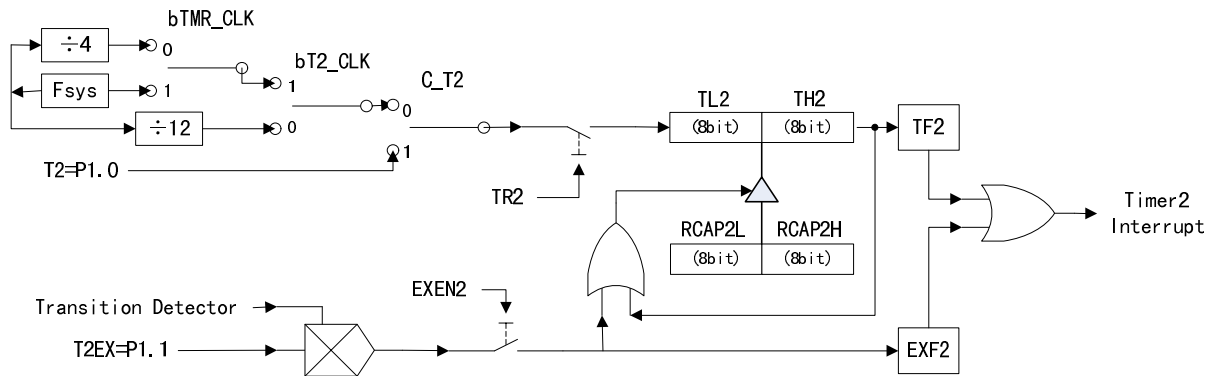 bTMR_CLK
÷4
0
bT2_CLK
Fsys
1
1
C_T2
÷12
0
0
TL2
TH2
(8bit)
(8bit)
TF2
T2=P1.0
1
TR2
Timer2
Interrupt
RCAP2L
RCAP2H
(8bit)
(8bit)
EXEN2
Transition Detector
T2EX=P1.1
EXF2